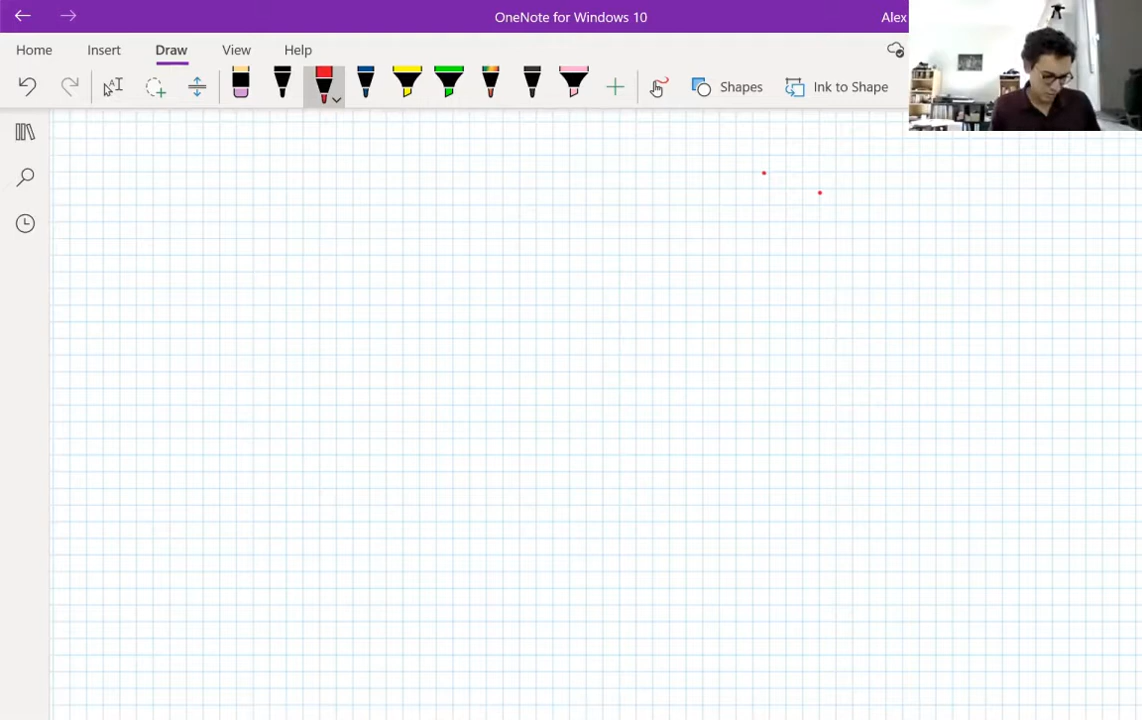 OneNote for Windows 10
Alex
Home Insert Draw View Help
Shapes Ink to Shape